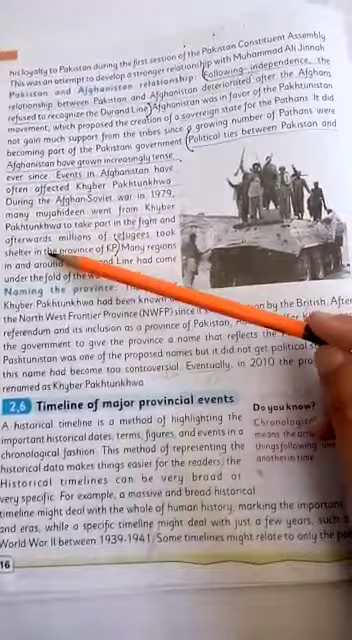 his loyalty to Pakistan during the first session of the Pakistan Constituent Assembly
This was an attempt to develop a stronger relationship with Muhammad Ali Jinnah
Pakistan and Afghanistan relationship: Following independence, the
relationship between Pakistan and Afghanistan deteriorated after the Afghans
refused to recognize the Durand Line. Afghanistan was in favor of the Pakhtunistan
movement, which proposed the creation of a sovereign state for the Pathans. It did
not gain much support from the tribes since a growing number of Pathans were
becoming part of the Pakistan government. Political ties between Pakistan and
Afghanistan have grown increasingly tense
ever since. Events in Afghanistan have
often affected Khyber Pakhtunkhwa
During the Afghan-Soviet war in 1979,
many mujahideen went from Khyber
Pakhtunkhwa to take part in the fight and
afterwards millions of refugees took
shelter in the province of KP. Many regions
in and around Line had come
under the fold of the
Naming the province:
Khyber Pakhtunkhwa had been known by the British. After
the North West Frontier Province (NWFP) since
referendum and its inclusion as a province of Pakistan,
the government to give the province a name that reflects the
Pashtunistan was one of the proposed names but it did not get political
this name had become too controversial. Eventually, in 2010 the
renamed as Khyber Pakhtunkhwa
2.6 Timeline of major provincial events
A historical timeline is a method of highlighting the
important historical dates, terms, figures, and events in a
chronological fashion. This method of representing the
historical data makes things easier for the readers, the
Historical timelines can be very broad or
very specific. For example, a massive and broad historical
timeline might deal with the whole of human history, marking the important
and eras, while a specific timeline might deal with just a few years, such
World War II between 1939-1941. Some timelines might relate to only the
Do you know?
means the
things following
another in time
16